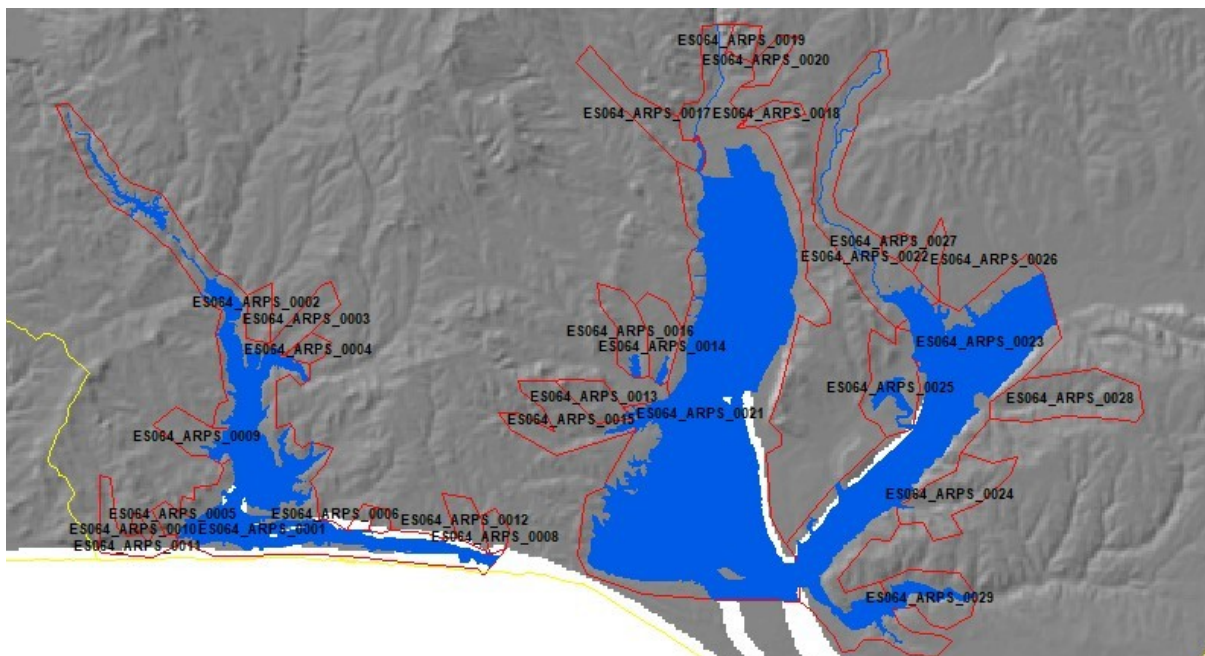 ES064_ARPS_0019
ES064_ARPS_0020
ES064_ARPS_0017
ES064_ARPS_0018
ES064_ARPS_0027
ES064_ARPS_0022
ES064_ARPS_0026
ES064_ARPS_0002
ES064_ARPS_0003
ES064_ARPS_0004
ES064_ARPS_0016
ES064_ARPS_0014
ES064_ARPS_0023
ES064_ARPS_0013
ES064_ARPS_0015
ES064_ARPS_0021
ES064_ARPS_0025
ES064_ARPS_0028
ES064_ARPS_0009
ES064_ARPS_0024
ES064_ARPS_0005
ES064_ARPS_0006
ES064_ARPS_0012
ES064_ARPS_0010
ES064_ARPS_0001
ES064_ARPS_0008
ES064_ARPS_0011
ES064_ARPS_0029